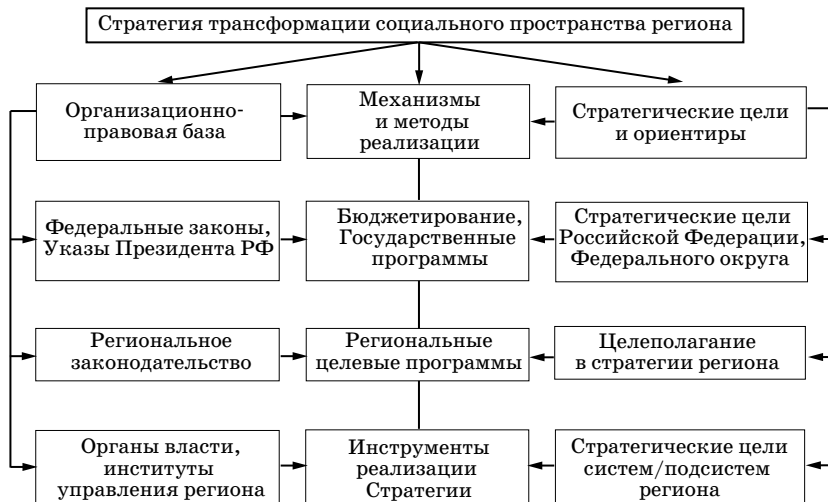 Стратегия трансформации социального пространства региона
Организационно-
правовая база
Механизмы
и методы
реализации
Стратегические цели
и ориентиры
Федеральные законы,
Указы Президента РФ
Бюджетирование,
Государственные
программы
Стратегические цели
Российской Федерации,
Федерального округа
Региональное
законодательство
Региональные
целевые программы
Целеполагание
в стратегии региона
Органы власти,
институты
управления региона
Инструменты
реализации
Стратегии
Стратегические цели
систем/подсистем
региона